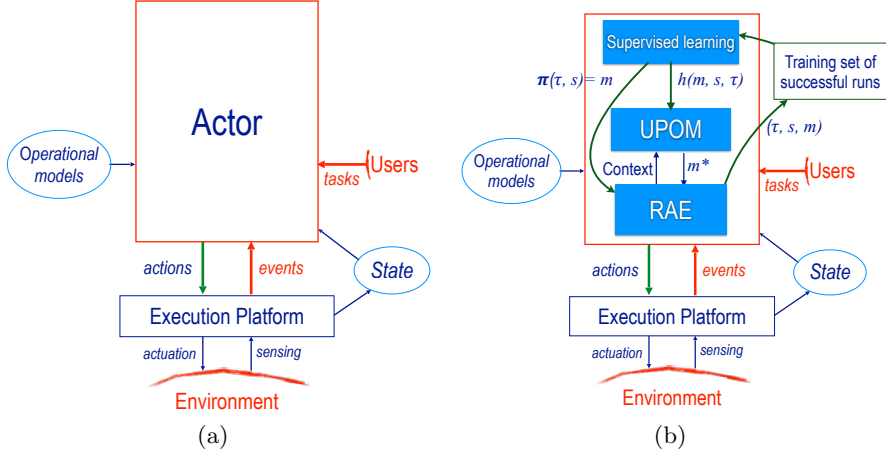 Actor
Operational
models
Users
tasks
State
actions
events
Execution Platform
actuation
sensing
Environment
(a)
Supervised learning
Training set of
successful runs
π(τ, s)= m
h(m, s, τ)
(τ, s, m)
UPOM
Operational
models
Context
m*
Users
tasks
RAE
State
actions
events
Execution Platform
actuation
sensing
Environment
(b)